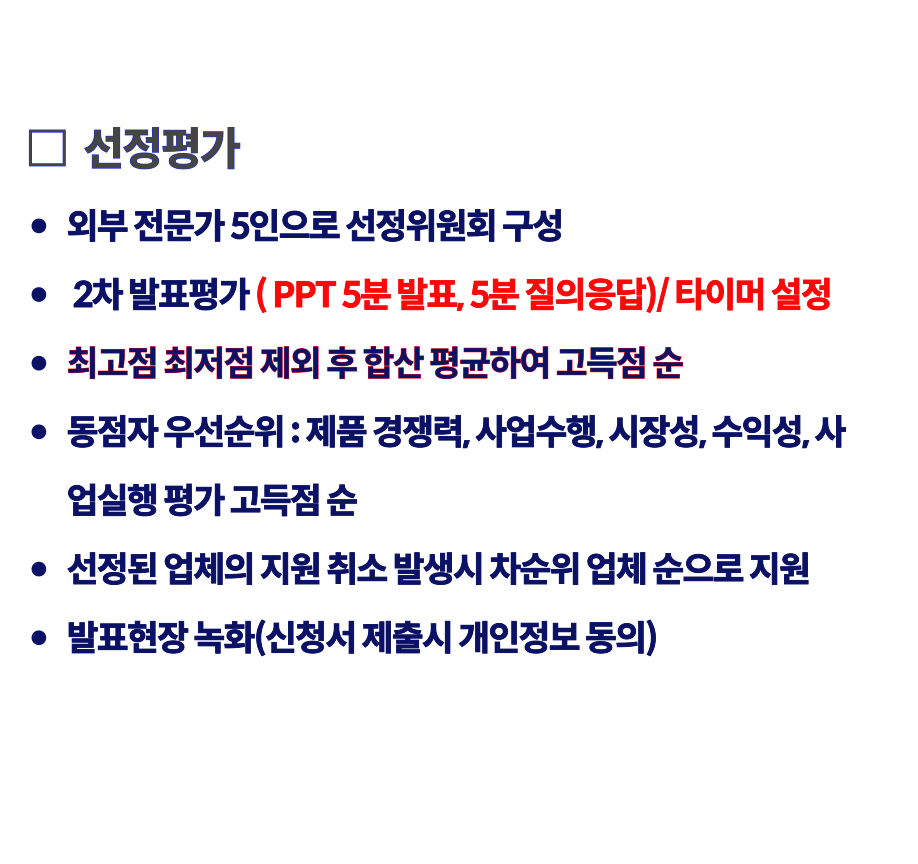 □ 선정평가
• 외부 전문가 5인으로 선정위원회 구성
• 2차 발표평가 ( PPT 5분 발표, 5분 질의응답)/ 타이머 설정
• 최고점 최저점 제외 후 합산 평균하여 고득점 순
• 동점자 우선순위 : 제품 경쟁력, 사업수행, 시장성, 수익성, 사
업실행 평가 고득점 순
• 선정된 업체의 지원 취소 발생시 차순위 업체 순으로 지원
• 발표현장 녹화(신청서 제출시 개인정보 동의)